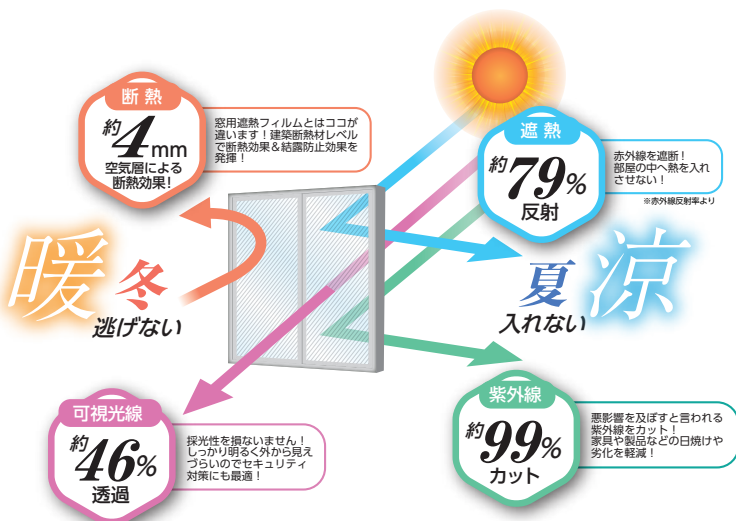 断熱
約4mm
空気層による
断熱効果!
窓用遮熱フィルムとはココが
違います!建築断熱材レベル
で断熱効果&結露防止効果を
発揮!
遮熱
約79%
反射
赤外線を遮断!
部屋の中へ熱を入れ
させない!
※赤外線反射率より
暖 冬
逃げない
夏 涼
入れない
可視光線
約46%
透過
採光性を損ないません!
しっかり明るく外から見え
づらいのでセキュリティ
対策にも最適!
紫外線
約99%
カット
悪影響を及ぼすと言われる
紫外線をカット!
家具や製品などの日焼けや
劣化を軽減!